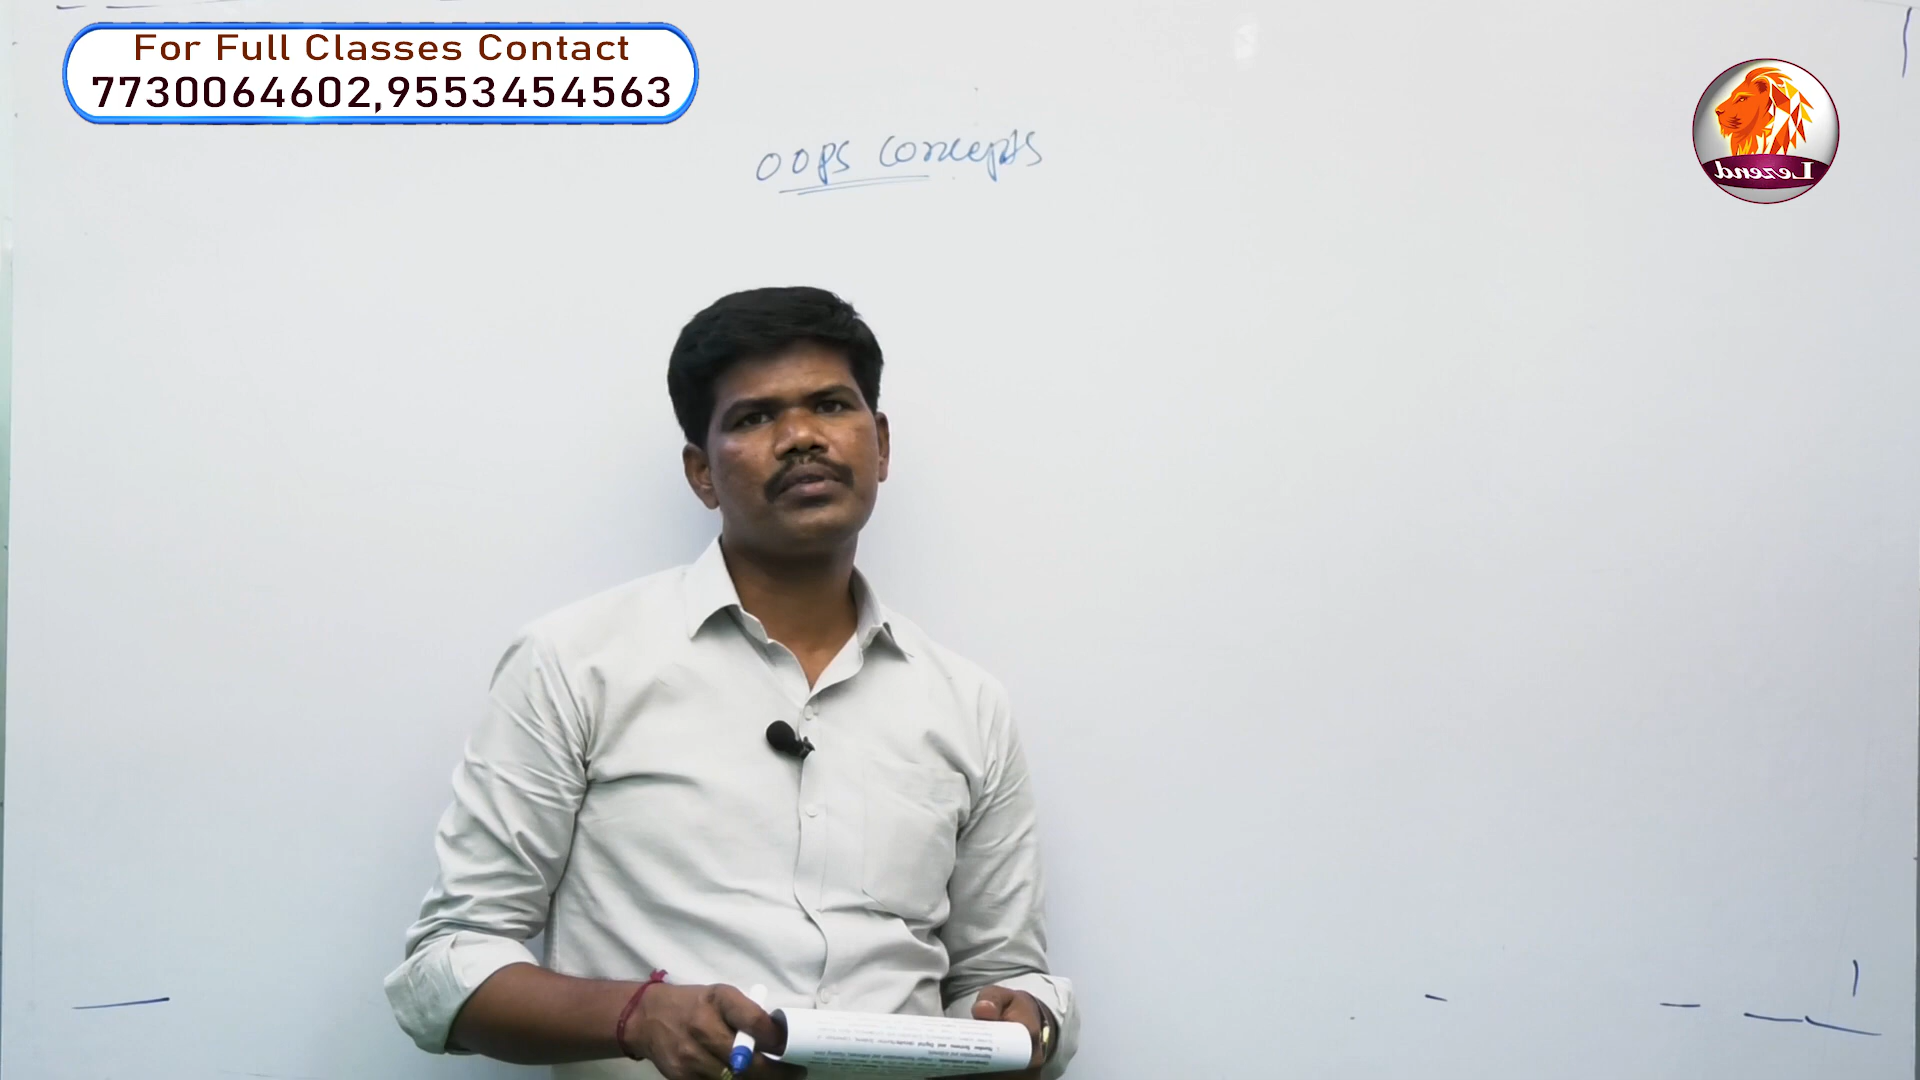 For Full Classes Contact
7730064602,9553454563
OOPS Concepts
Lezend